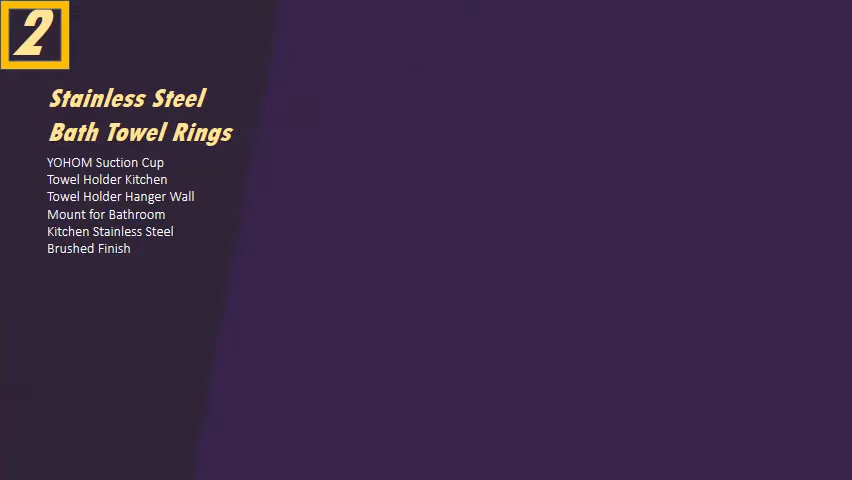 2
Stainless Steel
Bath Towel Rings
YOHOM Suction Cup
Towel Holder Kitchen
Towel Holder Hanger Wall
Mount for Bathroom
Kitchen Stainless Steel
Brushed Finish